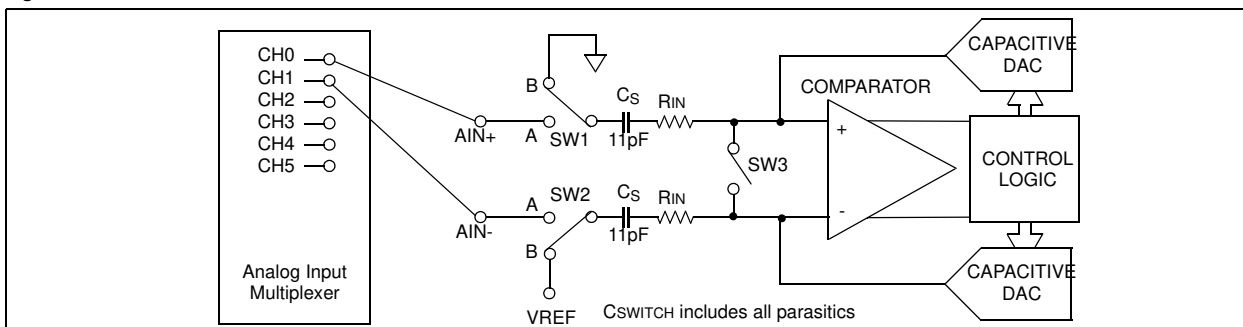 CH0
CH1
CH2
CH3
CH4
CH5
Analog Input
Multiplexer
AIN+
AIN-
B
A
SW1
CS
11pF
RIN
A
SW2
B
VREF
CS
11pF
RIN
SW3
COMPARATOR
+
-
CAPACITIVE
DAC
CONTROL
LOGIC
CAPACITIVE
DAC
CSWITCH includes all parasitics